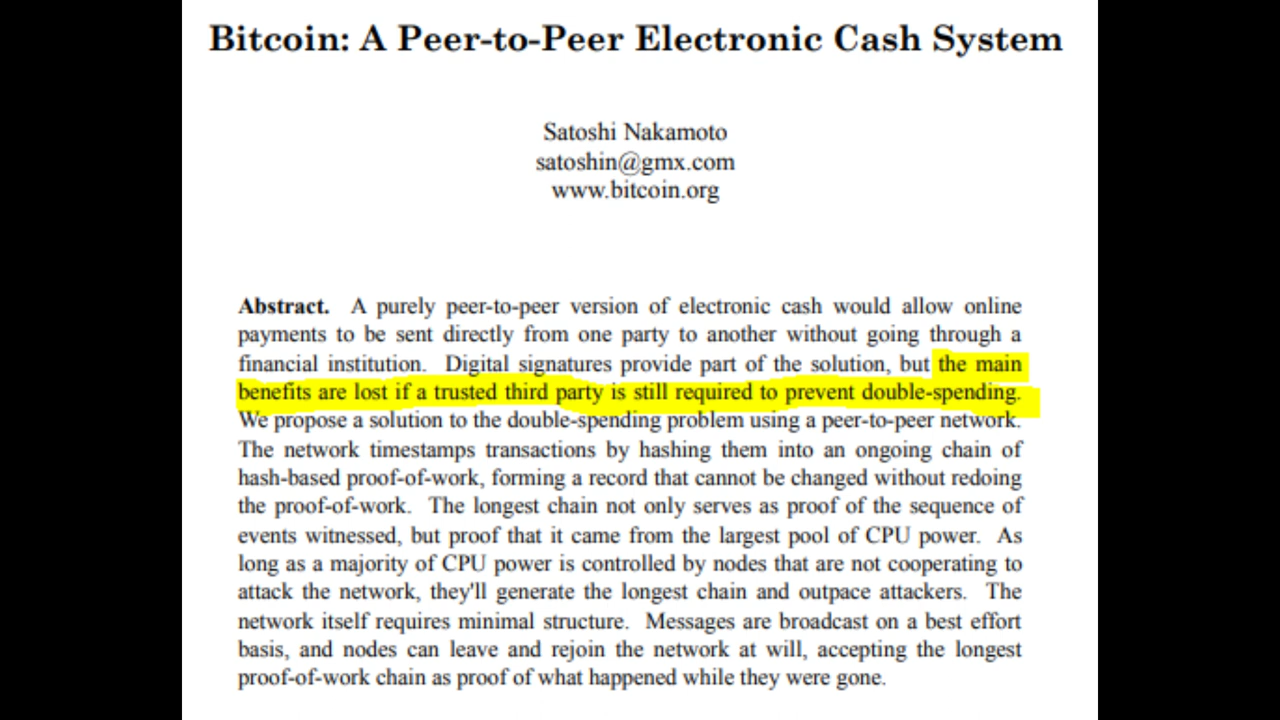 Bitcoin: A Peer-to-Peer Electronic Cash System
Satoshi Nakamoto
satoshin@gmx.com
www.bitcoin.org
Abstract. A purely peer-to-peer version of electronic cash would allow online
payments to be sent directly from one party to another without going through a
financial institution. Digital signatures provide part of the solution, but the main
benefits are lost if a trusted third party is still required to prevent double-spending.
We propose a solution to the double-spending problem using a peer-to-peer network.
The network timestamps transactions by hashing them into an ongoing chain of
hash-based proof-of-work, forming a record that cannot be changed without redoing
the proof-of-work. The longest chain not only serves as proof of the sequence of
events witnessed, but proof that it came from the largest pool of CPU power. As
long as a majority of CPU power is controlled by nodes that are not cooperating to
attack the network, they'll generate the longest chain and outpace attackers. The
network itself requires minimal structure. Messages are broadcast on a best effort
basis, and nodes can leave and rejoin the network at will, accepting the longest
proof-of-work chain as proof of what happened while they were gone.